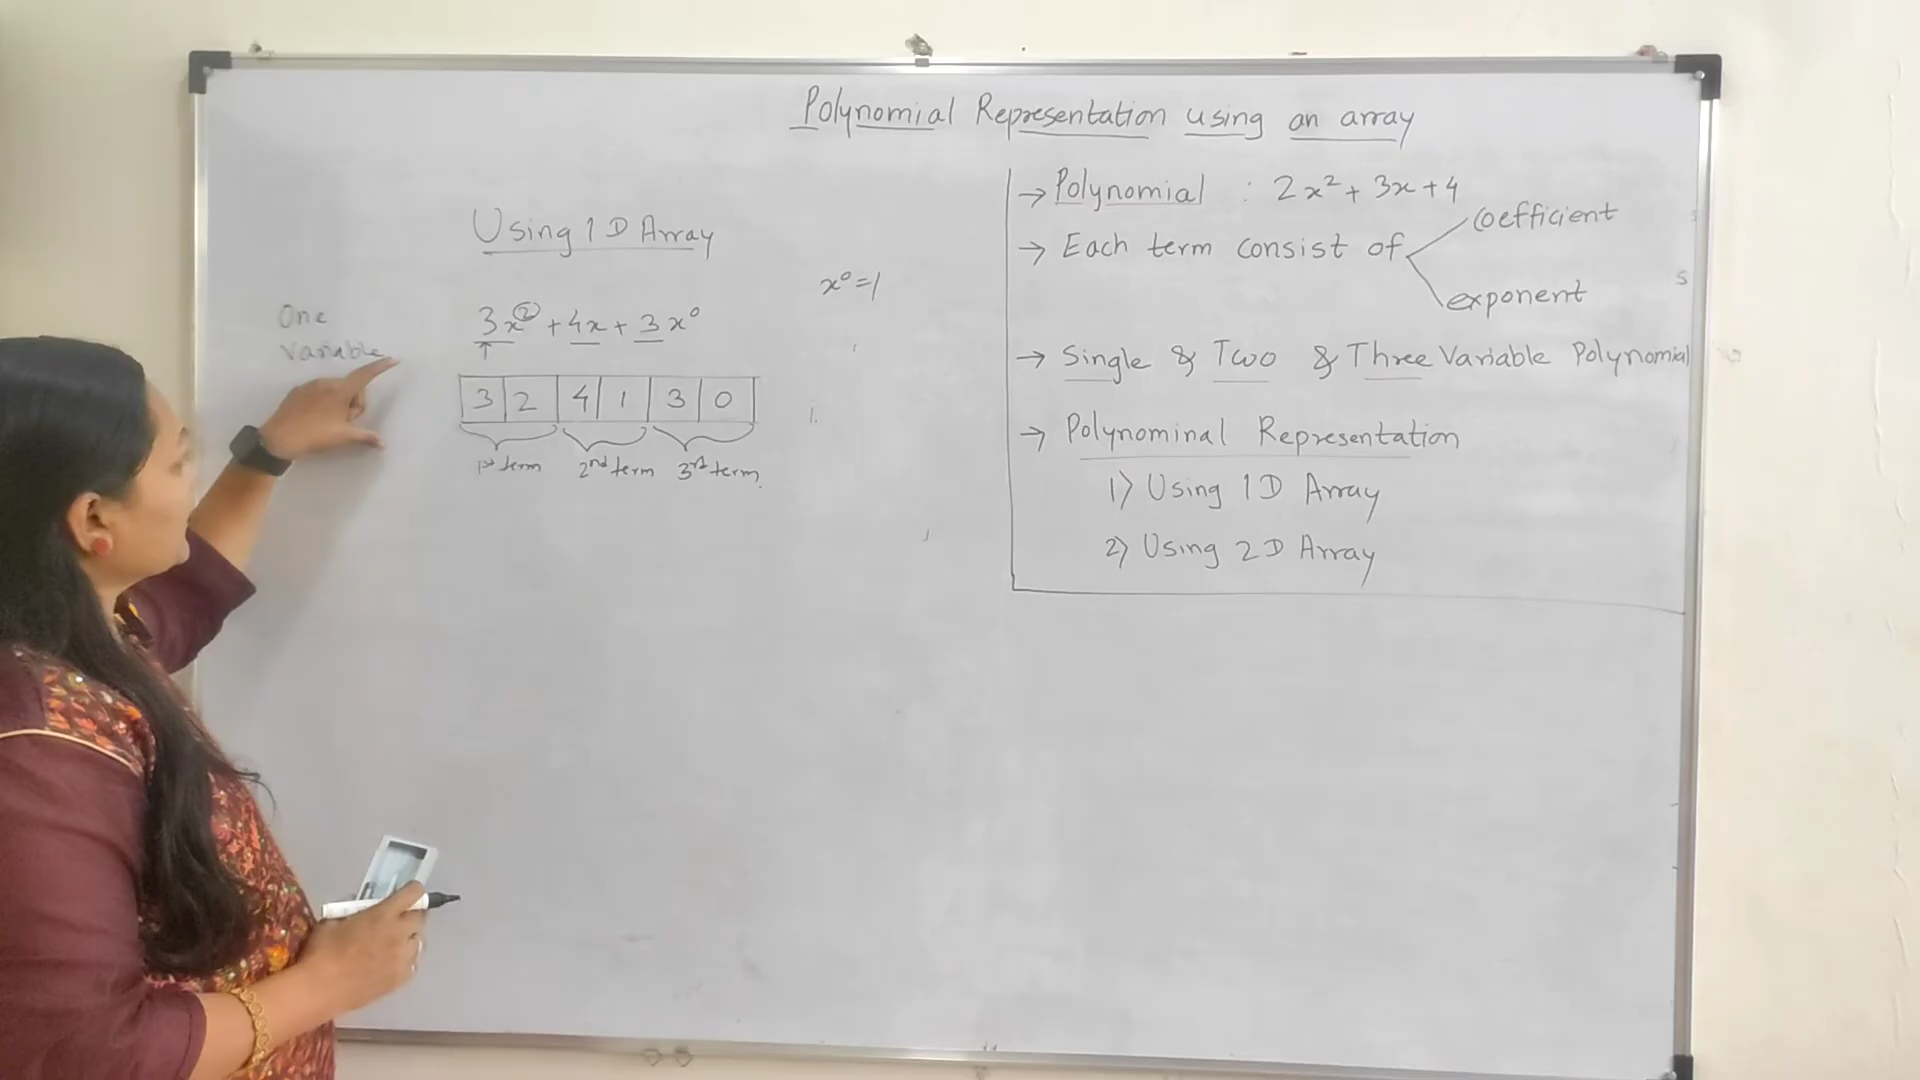 Polynomial Representation using an array
Using 1D Array
x⁰=1
One
Variable
3x²+4x+3x⁰
3 2 4 1 3 0
1st term 2nd term 3rd term
→ Polynomial : 2x²+3x+4
→ Each term consist of
coefficient
exponent
→ Single & Two & Three Variable Polynomial
→ Polynominal Representation
1) Using 1D Array
2) Using 2D Array